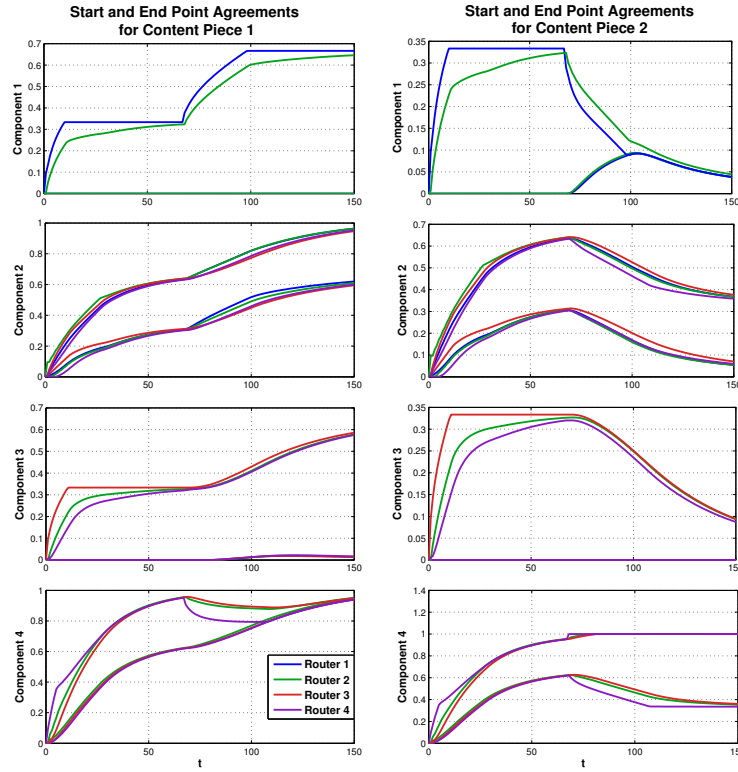 Start and End Point Agreements
for Content Piece 1
Start and End Point Agreements
for Content Piece 2
Component 1
0.7
0.6
0.5
0.4
0.3
0.2
0.1
0
0 50 100 150
Component 1
0.35
0.3
0.25
0.2
0.15
0.1
0.05
0
0 50 100 150
Component 2
1
0.8
0.6
0.4
0.2
0
0 50 100 150
Component 2
0.7
0.6
0.5
0.4
0.3
0.2
0.1
0
0 50 100 150
Component 3
0.7
0.6
0.5
0.4
0.3
0.2
0.1
0
0 50 100 150
Component 3
0.35
0.3
0.25
0.2
0.15
0.1
0.05
0
0 50 100 150
Component 4
1
0.8
0.6
0.4
0.2
0
0 50 100 150
t
Router 1
Router 2
Router 3
Router 4
Component 4
1.4
1.2
1
0.8
0.6
0.4
0.2
0
0 50 100 150
t